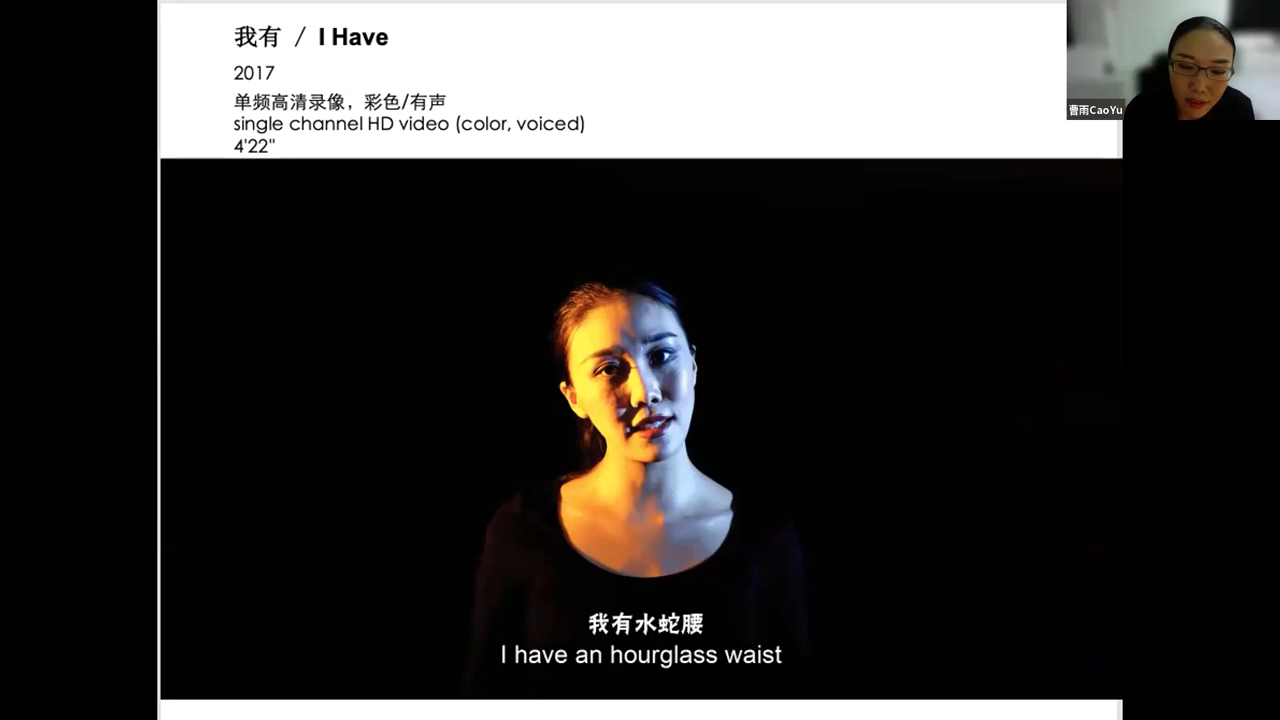 我有 / I Have
2017
单频高清录像，彩色/有声
single channel HD video (color, voiced)
4'22"
曹雨CaoYu
我有水蛇腰
I have an hourglass waist